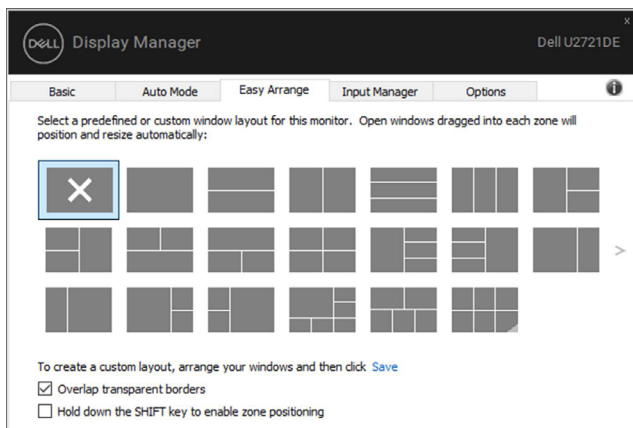 DELL Display Manager
Dell U2721DE
x
Basic
Auto Mode
Easy Arrange
Input Manager
Options
i
Select a predefined or custom window layout for this monitor. Open windows dragged into each zone will
position and resize automatically:
>
To create a custom layout, arrange your windows and then click Save
Overlap transparent borders
Hold down the SHIFT key to enable zone positioning